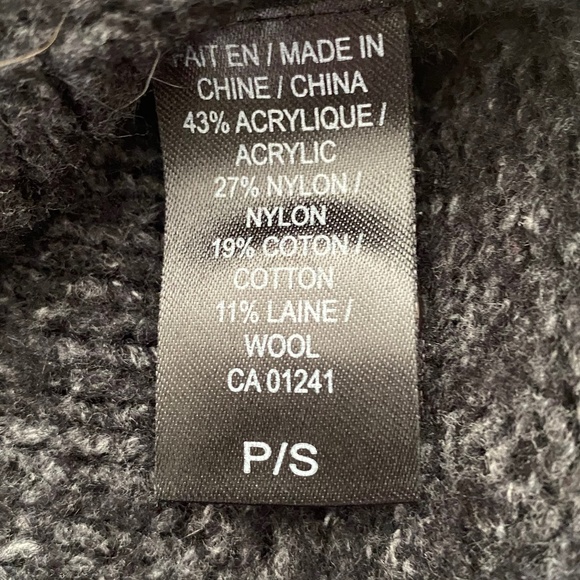 FAIT EN / MADE IN
CHINE / CHINA
43% ACRYLIQUE /
ACRYLIC
27% NYLON /
NYLON
19% COTON /
COTTON
11% LAINE /
WOOL
CA 01241
P/S